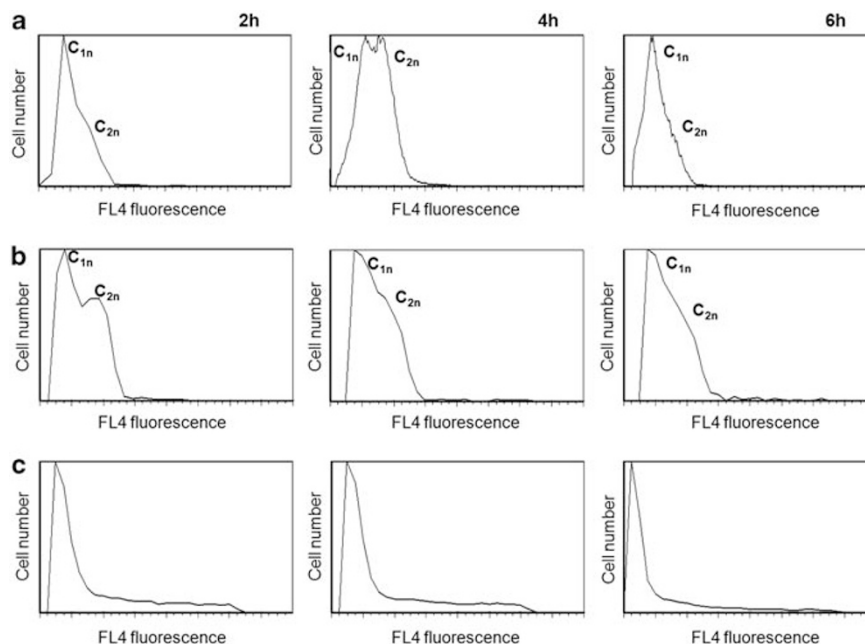 a 2h 4h 6h
Cell number C1n C2n Cell number C1n C2n Cell number C1n C2n
FL4 fluorescence FL4 fluorescence FL4 fluorescence
b
Cell number C1n C2n Cell number C1n C2n Cell number C1n C2n
FL4 fluorescence FL4 fluorescence FL4 fluorescence
c
Cell number Cell number Cell number
FL4 fluorescence FL4 fluorescence FL4 fluorescence